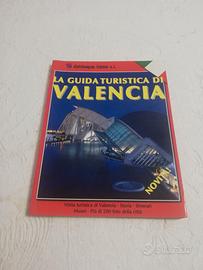 LA GUIDA TURISTICA DI
VALENCIA
NOVITÀ
Visita turistica di Valencia - Storia - Itinerari
Musei - Più di 200 foto della città
subito